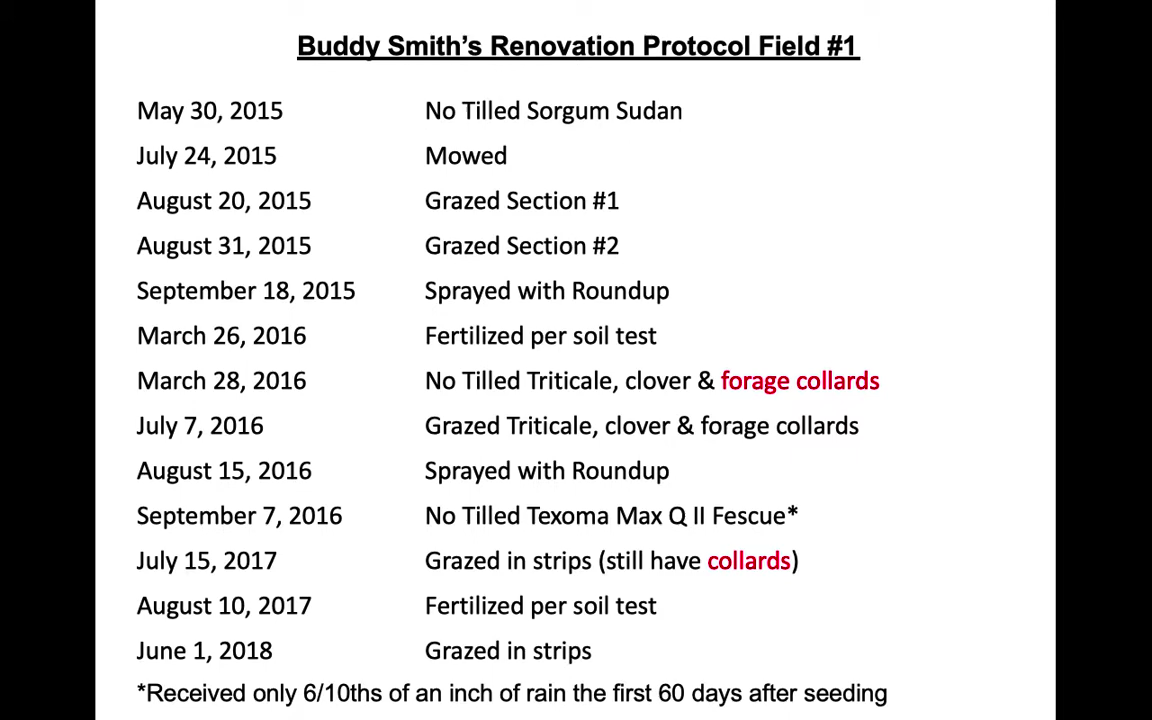 Buddy Smith's Renovation Protocol Field #1
May 30, 2015 No Tilled Sorgum Sudan
July 24, 2015 Mowed
August 20, 2015 Grazed Section #1
August 31, 2015 Grazed Section #2
September 18, 2015 Sprayed with Roundup
March 26, 2016 Fertilized per soil test
March 28, 2016 No Tilled Triticale, clover & forage collards
July 7, 2016 Grazed Triticale, clover & forage collards
August 15, 2016 Sprayed with Roundup
September 7, 2016 No Tilled Texoma Max Q II Fescue*
July 15, 2017 Grazed in strips (still have collards)
August 10, 2017 Fertilized per soil test
June 1, 2018 Grazed in strips
*Received only 6/10ths of an inch of rain the first 60 days after seeding